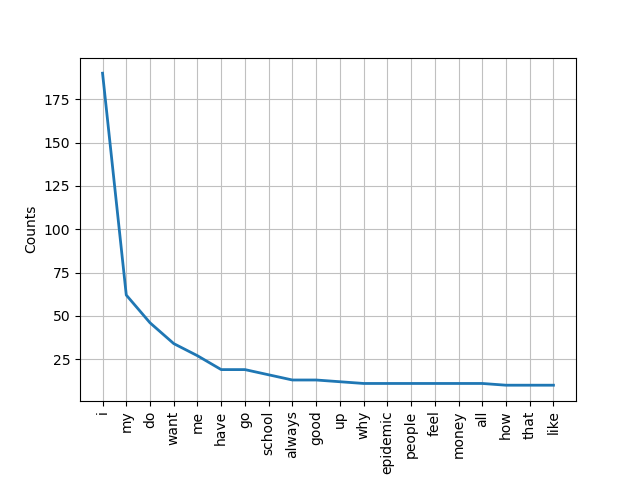 175
150
125
100
75
50
25
Counts
i
my
do
want
me
have
go
school
always
good
up
why
epidemic
people
feel
money
all
how
that
like